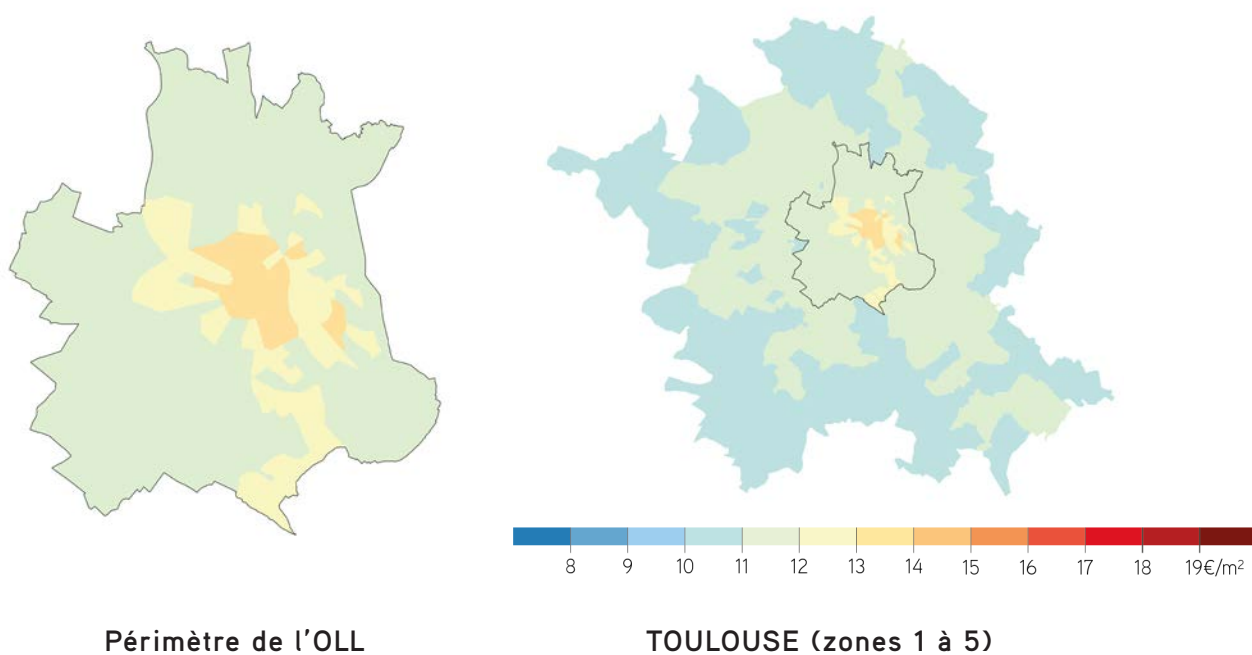 8 9 10 11 12 13 14 15 16 17 18 19€/m²
Périmètre de l'OLL
TOULOUSE (zones 1 à 5)